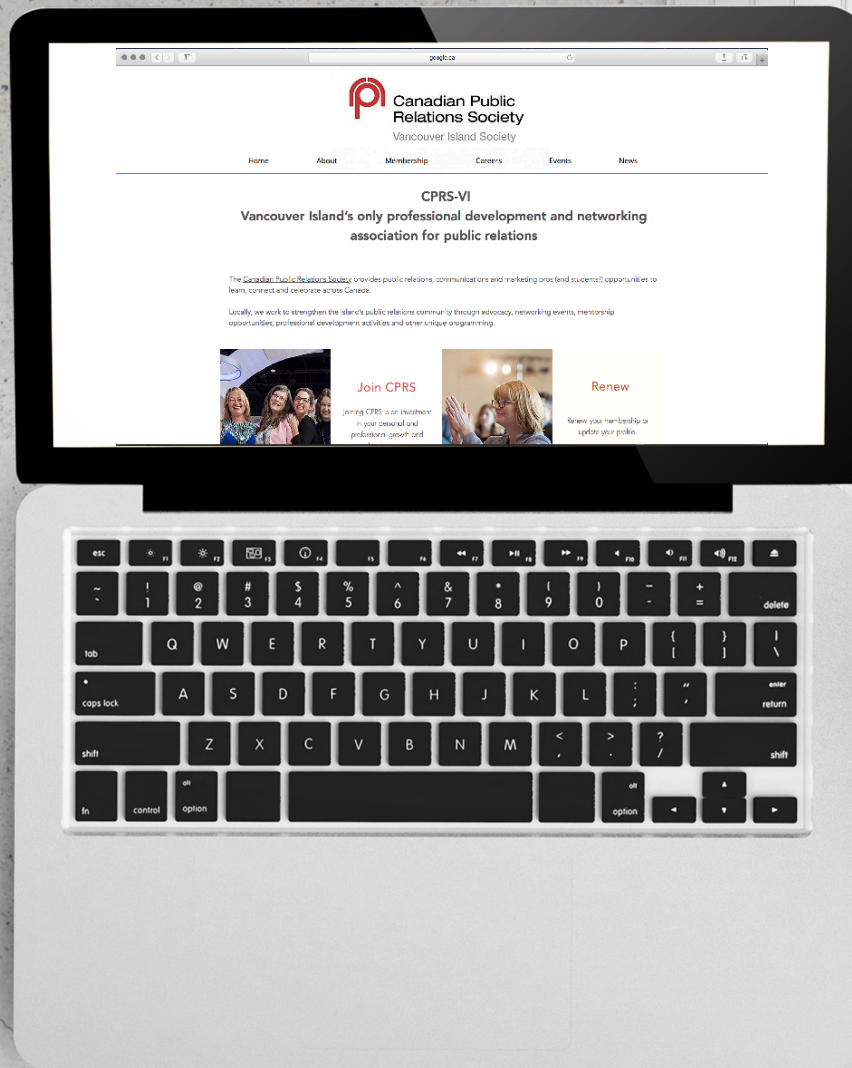 google.ca
Canadian Public
Relations Society
Vancouver Island Society
Home About Membership Careers Events News
CPRS-VI
Vancouver Island's only professional development and networking
association for public relations
The Canadian Public Relations Society provides public relations, communications and marketing pros (and students!) opportunities to
learn, connect and celebrate across Canada.
Locally, we work to strengthen the Island's public relations community through advocacy, networking events, mentorship
opportunities, professional development activities and other unique programming.
Join CPRS
Joining CPRS is an investment
in your personal and
professional growth and
Renew
Renew your membership or
update your profile.
esc F1 F2 F3 F4 F5 F6 F7 F8 F9 F10 F11 F12
~ ! @ # $ % ^ & * ( ) - +
` 1 2 3 4 5 6 7 8 9 0 - = delete
tab Q W E R T Y U I O P { [ } ] | \
caps lock A S D F G H J K L : ; " ' enter return
shift Z X C V B N M < , > . ? / shift
fn control alt option alt option